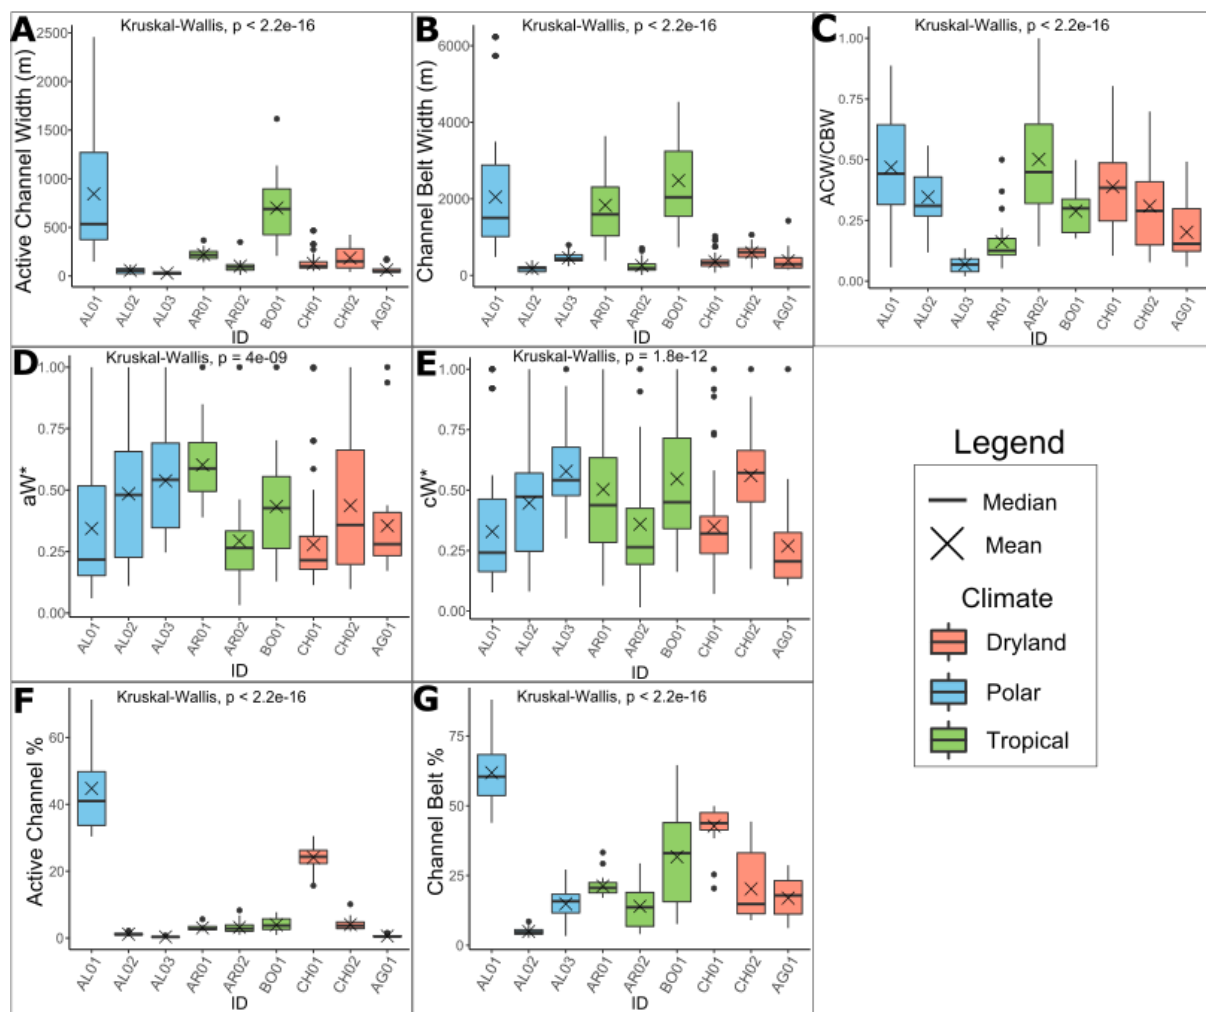 A
Kruskal-Wallis, p < 2.2e-16
Active Channel Width (m)
2500
2000
1500
1000
500
0
AL01
AL02
AL03
AR01
AR02
BO01
CH01
CH02
AG01
ID
B
Kruskal-Wallis, p < 2.2e-16
Channel Belt Width (m)
6000
4000
2000
0
AL01
AL02
AL03
AR01
AR02
BO01
CH01
CH02
AG01
ID
C
Kruskal-Wallis, p < 2.2e-16
ACW/CBW
1.00
0.75
0.50
0.25
0.00
AL01
AL02
AL03
AR01
AR02
BO01
CH01
CH02
AG01
ID
D
Kruskal-Wallis, p = 4e-09
aW*
1.00
0.75
0.50
0.25
0.00
AL01
AL02
AL03
AR01
AR02
BO01
CH01
CH02
AG01
ID
E
Kruskal-Wallis, p = 1.8e-12
cW*
1.00
0.75
0.50
0.25
0.00
AL01
AL02
AL03
AR01
AR02
BO01
CH01
CH02
AG01
ID
Legend
Median
Mean
Climate
Dryland
Polar
Tropical
F
Kruskal-Wallis, p < 2.2e-16
Active Channel %
60
40
20
0
AL01
AL02
AL03
AR01
AR02
BO01
CH01
CH02
AG01
ID
G
Kruskal-Wallis, p < 2.2e-16
Channel Belt %
75
50
25
0
AL01
AL02
AL03
AR01
AR02
BO01
CH01
CH02
AG01
ID